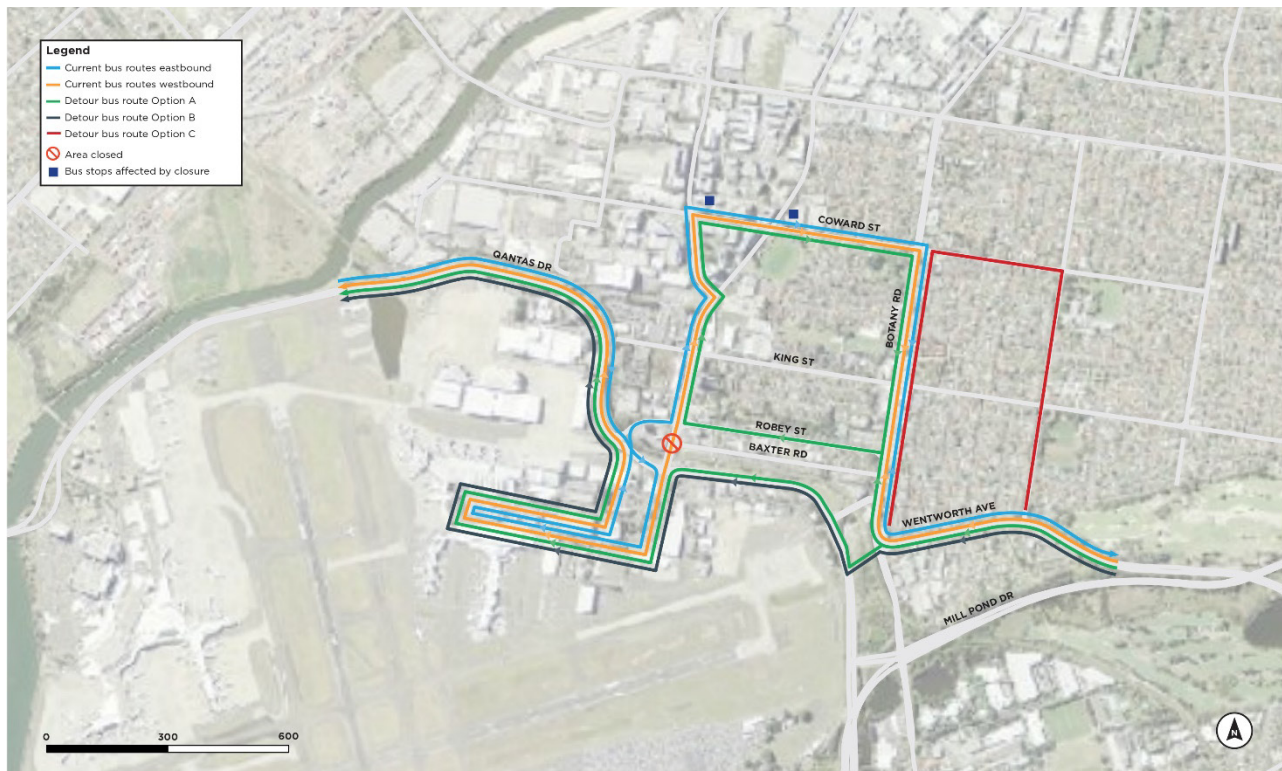 Legend
Current bus routes eastbound
Current bus routes westbound
Detour bus route Option A
Detour bus route Option B
Detour bus route Option C
Area closed
Bus stops affected by closure
COWARD ST
QANTAS DR
BOTANY RD
KING ST
ROBEY ST
BAXTER RD
WENTWORTH AVE
MILL POND DR
0 300 600
N